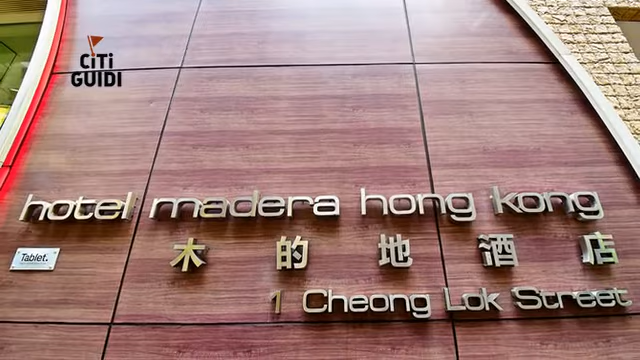 CiTi
GUIDI
hotel madera hong kong
木的地酒店
Tablet.
1 Cheong Lok Street